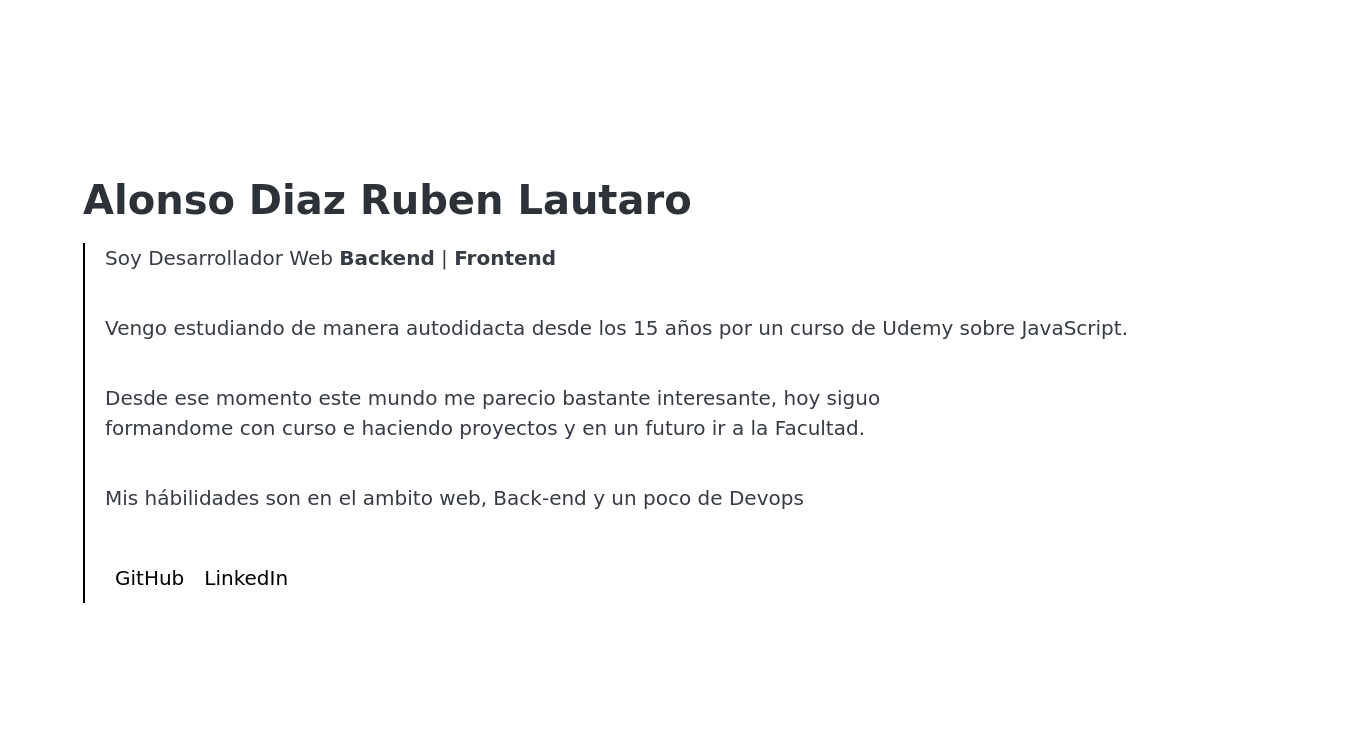 Alonso Diaz Ruben Lautaro
Soy Desarrollador Web Backend | Frontend
Vengo estudiando de manera autodidacta desde los 15 años por un curso de Udemy sobre JavaScript.
Desde ese momento este mundo me parecio bastante interesante, hoy siguo
formandome con curso e haciendo proyectos y en un futuro ir a la Facultad.
Mis hábilidades son en el ambito web, Back-end y un poco de Devops
GitHub LinkedIn